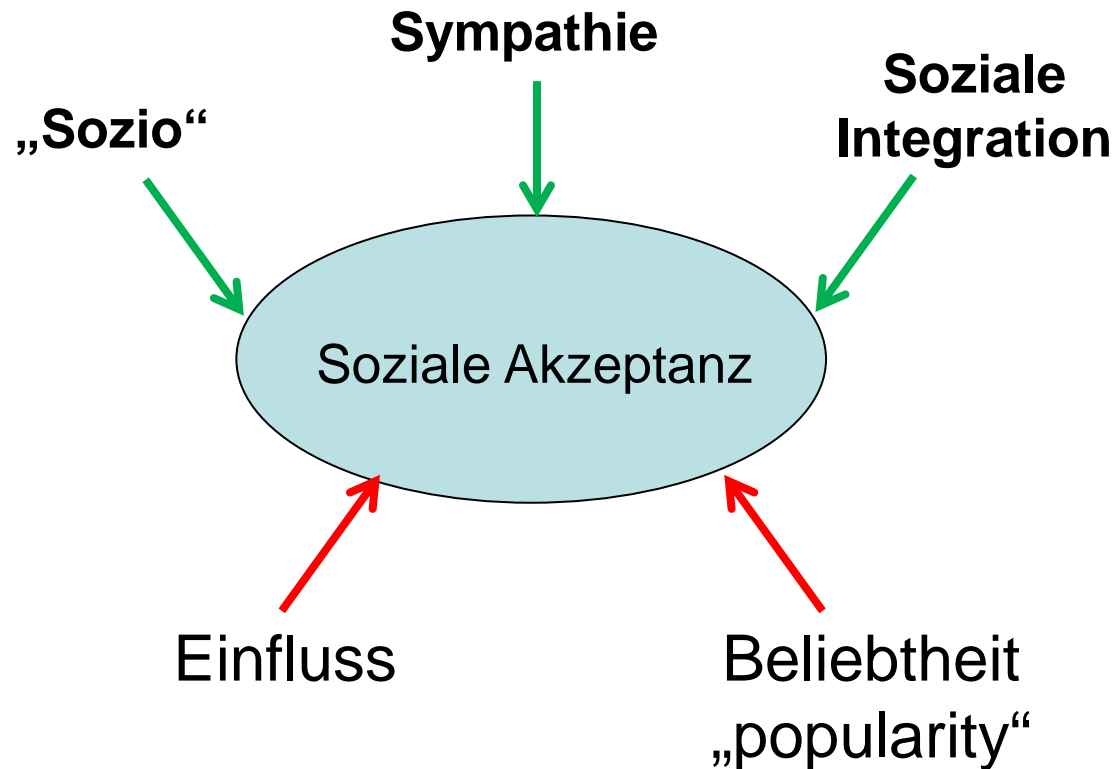 Sympathie
„Sozio“
Soziale
Integration
Soziale Akzeptanz
Einfluss
Beliebtheit
„popularity“